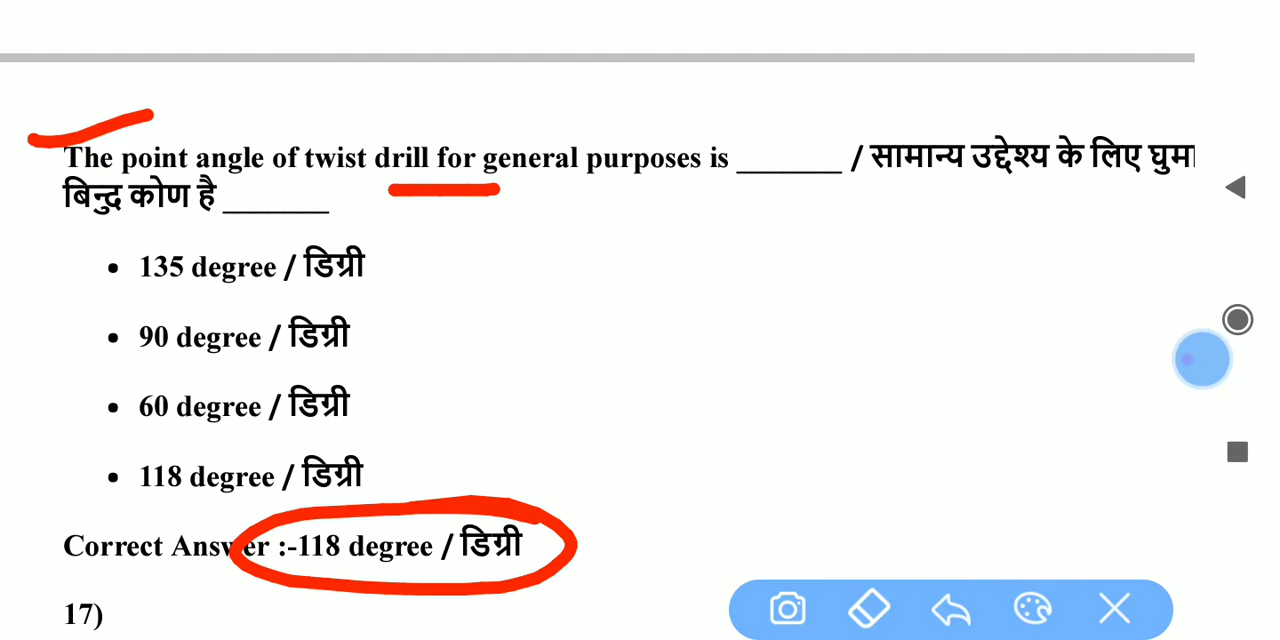 The point angle of twist drill for general purposes is _______ / सामान्य उद्देश्य के लिए
बिन्दु कोण है _______
• 135 degree / डिग्री
• 90 degree / डिग्री
• 60 degree / डिग्री
• 118 degree / डिग्री
Correct Answer :-118 degree / डिग्री
17)